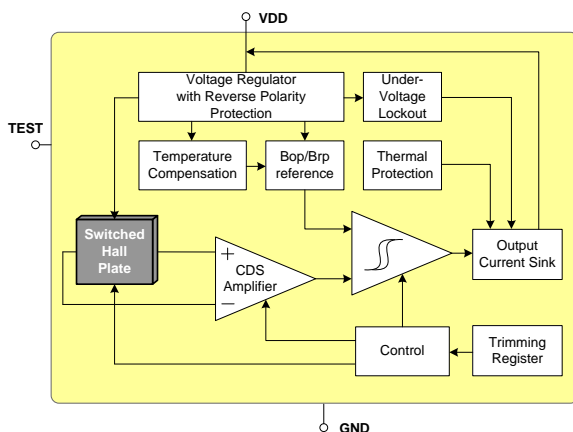 VDD
Voltage Regulator
with Reverse Polarity
Protection
Under-
Voltage
Lockout
TEST
Temperature
Compensation
Bop/Brp
reference
Thermal
Protection
Switched
Hall
Plate
+
CDS
Amplifier
−
Output
Current Sink
Control
Trimming
Register
GND